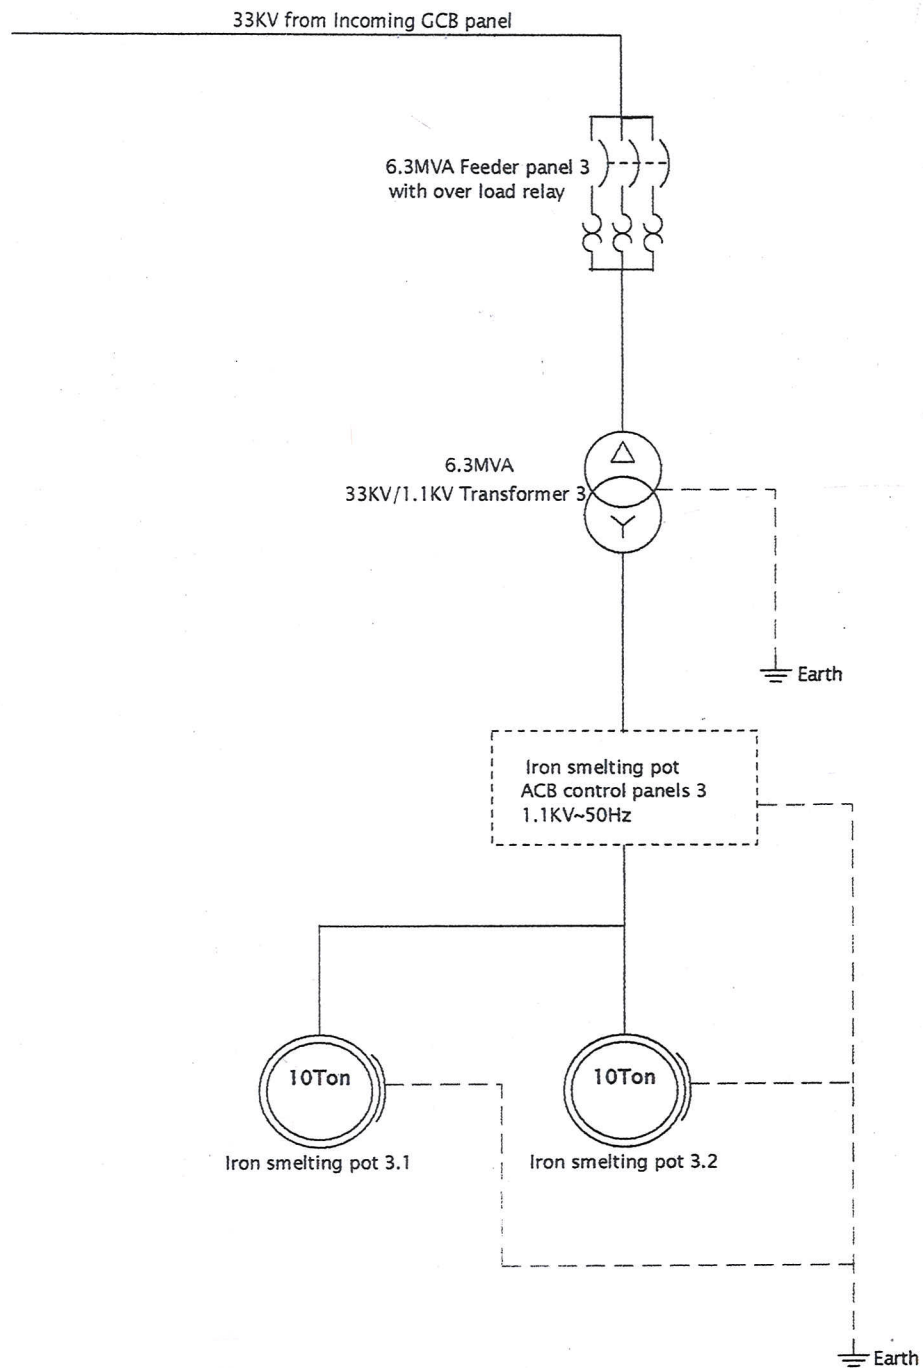 33KV from Incoming GCB panel
6.3MVA Feeder panel 3
with over load relay
6.3MVA
33KV/1.1KV Transformer 3
Earth
Iron smelting pot
ACB control panels 3
1.1KV~50Hz
10Ton
10Ton
Iron smelting pot 3.1
Iron smelting pot 3.2
Earth